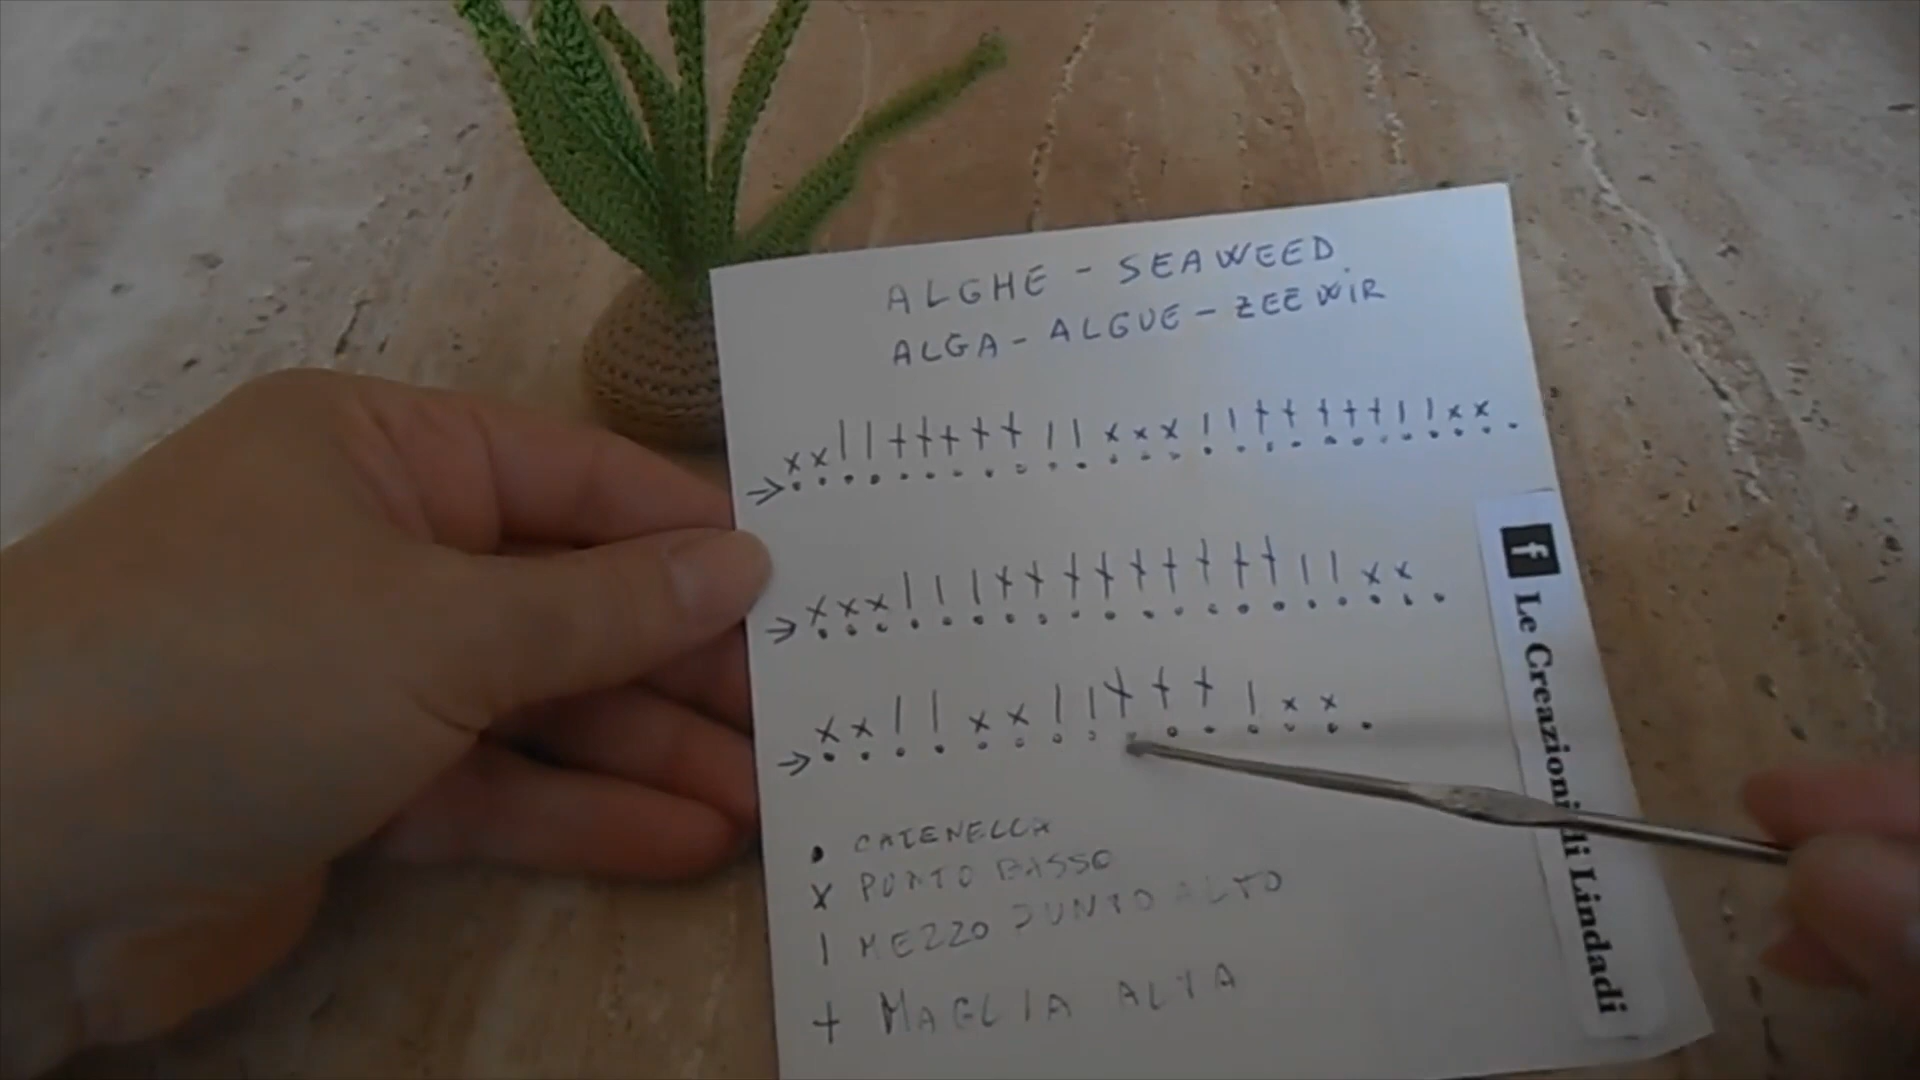 ALGHE - SEAWEED
ALGA - ALGUE - ZEEWIR
→ x x | | + + + + + | | x x x | | + + + + + | | x x
. . . . . . . . . . . . . . . . . . . . . . . . .
→ x x x | | | + + + + + + + + + | | x x
. . . . . . . . . . . . . . . . . . . .
→ x x | | x x | | + + + | x x
. . . . . . . . . . . . . . .
• CATENELLA
x PUNTO BASSO
| MEZZO PUNTO ALTO
+ MAGLIA ALTA
f Le Creazioni di Lindadi